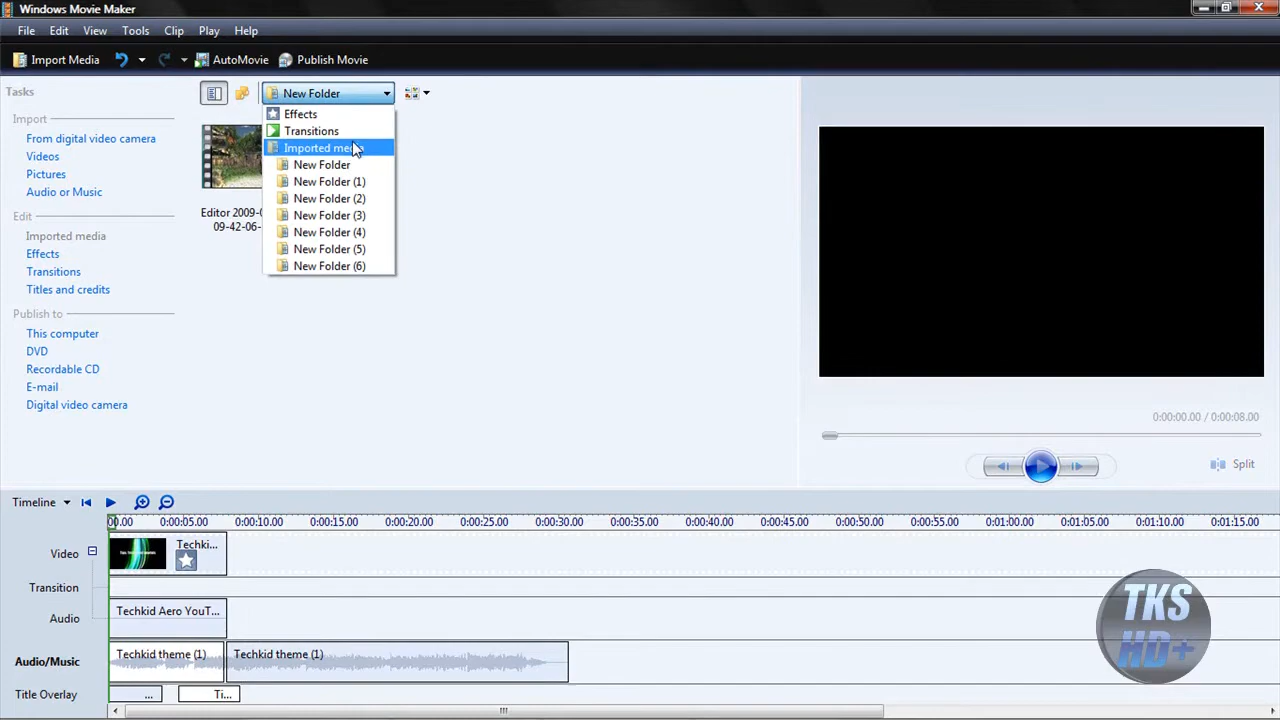 Windows Movie Maker
File Edit View Tools Clip Play Help
Import Media AutoMovie Publish Movie
Tasks
Import
From digital video camera
Videos
Pictures
Audio or Music
Edit
Imported media
Effects
Transitions
Titles and credits
Publish to
This computer
DVD
Recordable CD
E-mail
Digital video camera
New Folder
Effects
Transitions
Imported
New Folder
New Folder (1)
New Folder (2)
New Folder (3)
New Folder (4)
New Folder (5)
New Folder (6)
Editor 2009-
09-42-06-
0:00:00.00 / 0:00:08.00
Split
Timeline
00.00 0:00:05.00 0:00:10.00 0:00:15.00 0:00:20.00 0:00:25.00 0:00:30.00 0:00:35.00 0:00:40.00 0:00:45.00 0:00:50.00 0:00:55.00 0:01:00.00 0:01:05.00 0:01:10.00 0:01:15.00
Video Techki...
Transition
Audio Techkid Aero YouT...
Audio/Music Techkid theme (1) Techkid theme (1)
Title Overlay ... Ti...
TKS
HD+